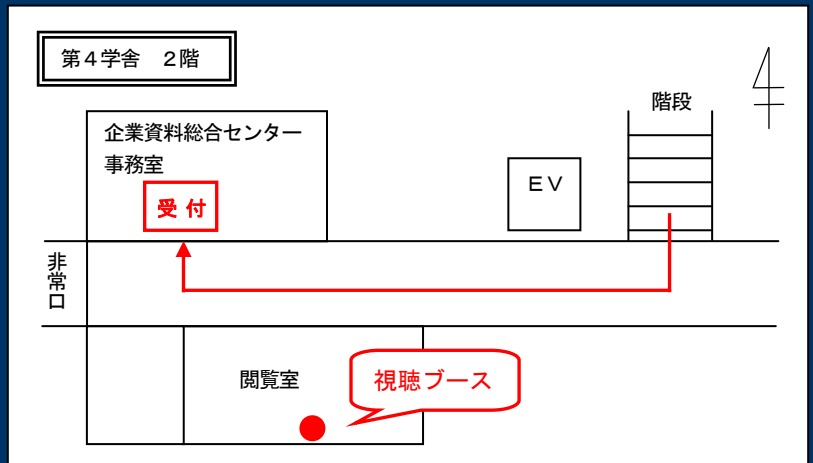 第4学舎 2階
階段
企業資料総合センター
事務室
受付
EV
非常口
閲覧室
視聴ブース